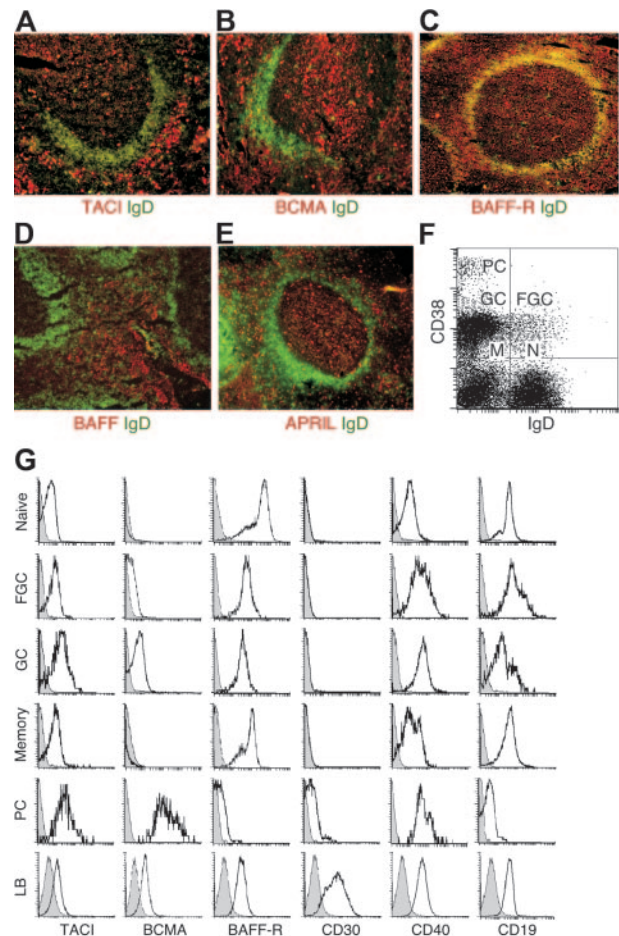 A
B
C
TACI IgD
BCMA IgD
BAFF-R IgD
D
E
F
PC
GC FGC
M N
CD38
BAFF IgD
APRIL IgD
IgD
G
Naive
FGC
GC
Memory
PC
LB
TACI BCMA BAFF-R CD30 CD40 CD19